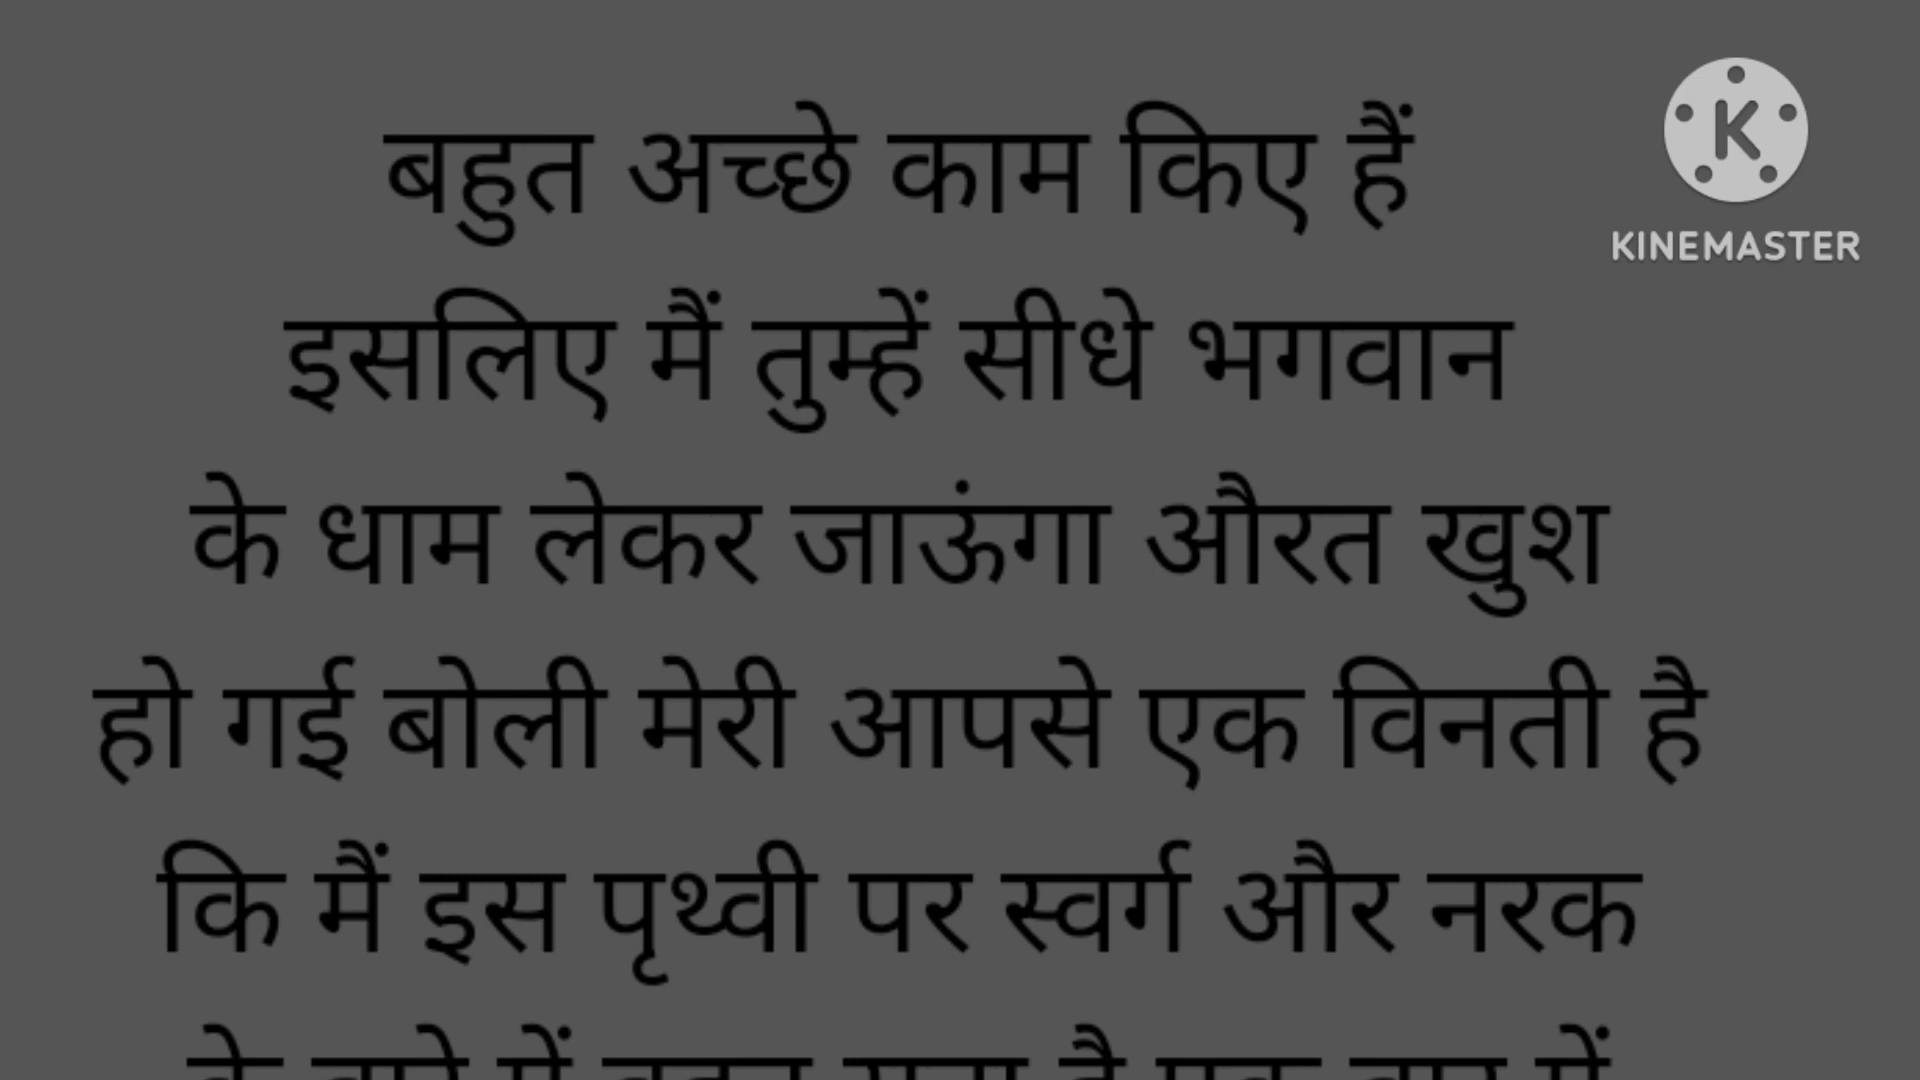 बहुत अच्छे काम किए हैं
KINEMASTER
इसलिए मैं तुम्हें सीधे भगवान
के धाम लेकर जाऊंगा औरत खुश
हो गई बोली मेरी आपसे एक विनती है
कि मैं इस पृथ्वी पर स्वर्ग और नरक